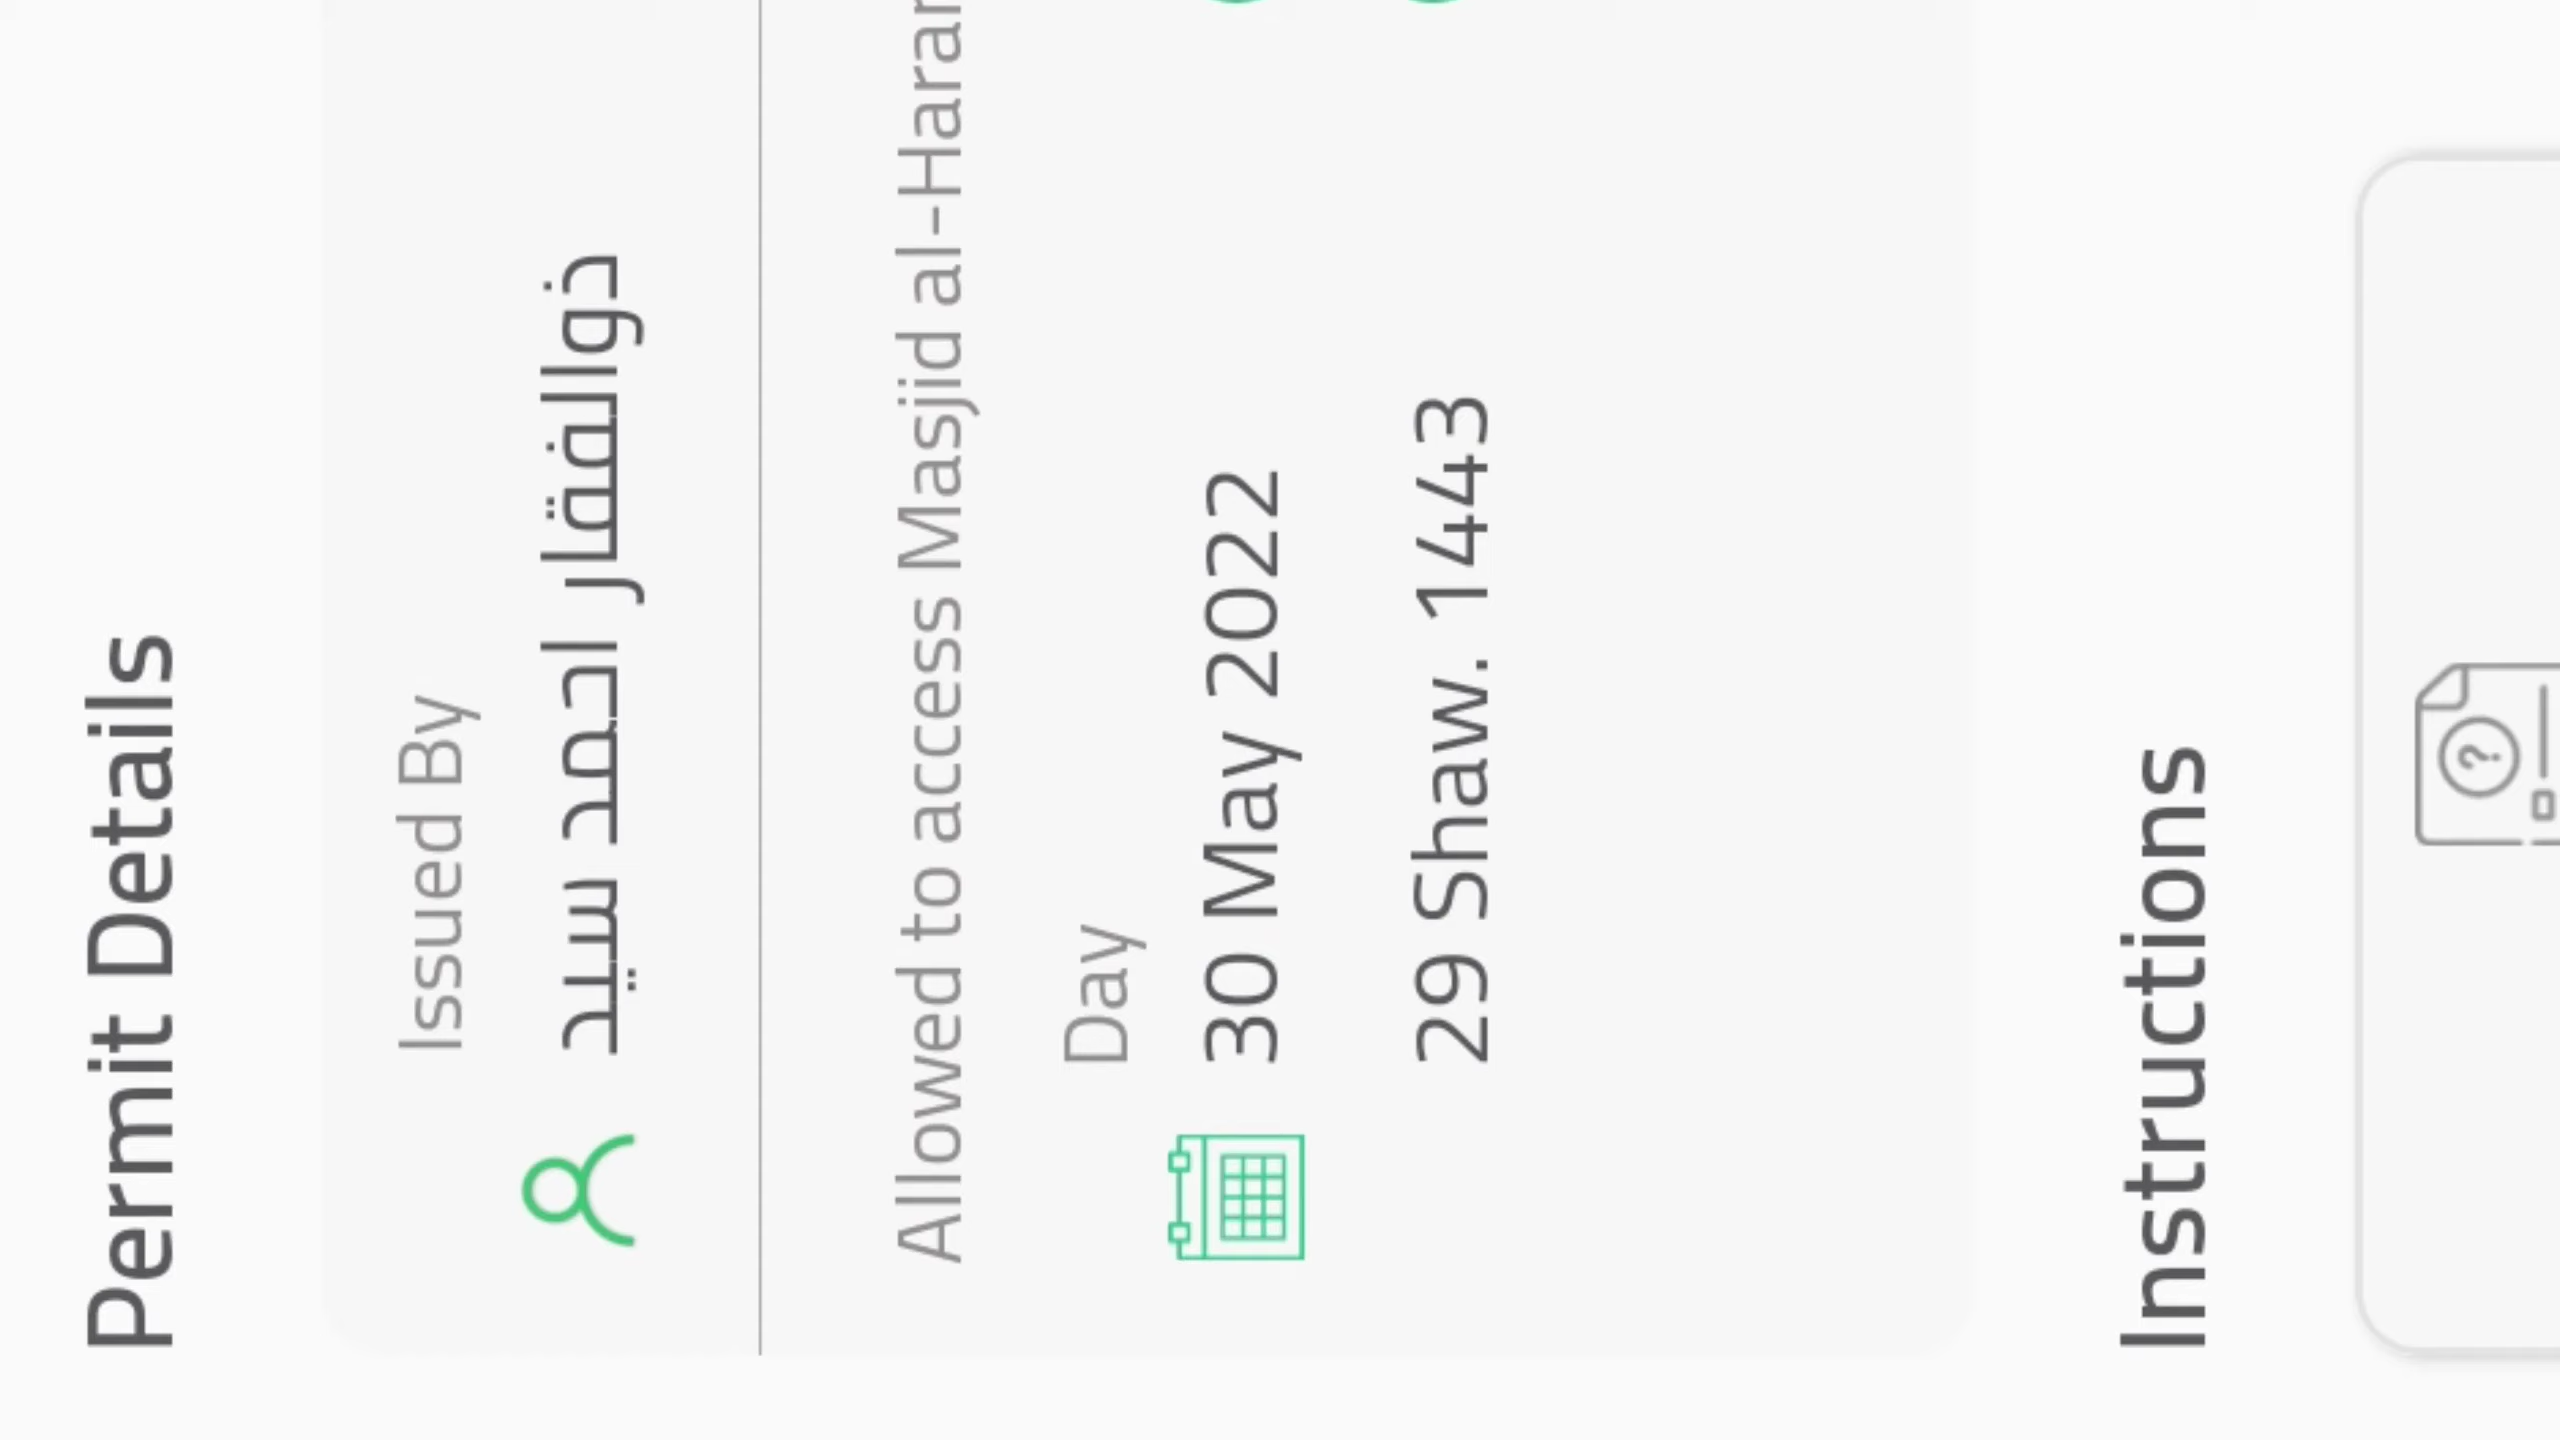 Permit Details
Issued By
ذوالفقار احمد سيد
Allowed to access Masjid al-Haram
Day
30 May 2022
29 Shaw. 1443
Instructions